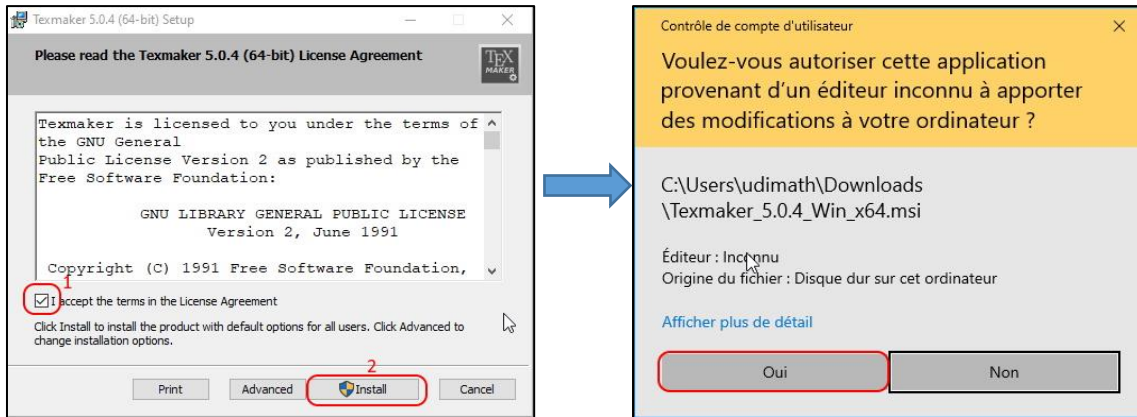 Texmaker 5.0.4 (64-bit) Setup
Please read the Texmaker 5.0.4 (64-bit) License Agreement
TEX
MAKER
Texmaker is licensed to you under the terms of
the GNU General
Public License Version 2 as published by the
Free Software Foundation:
GNU LIBRARY GENERAL PUBLIC LICENSE
Version 2, June 1991
Copyright (C) 1991 Free Software Foundation,
1
I accept the terms in the License Agreement
Click Install to install the product with default options for all users. Click Advanced to
change installation options.
2
Print Advanced Install Cancel
Contrôle de compte d'utilisateur
Voulez-vous autoriser cette application
provenant d'un éditeur inconnu à apporter
des modifications à votre ordinateur ?
C:\Users\udimath\Downloads
\Texmaker_5.0.4_Win_x64.msi
Éditeur : Inconnu
Origine du fichier : Disque dur sur cet ordinateur
Afficher plus de détail
Oui Non